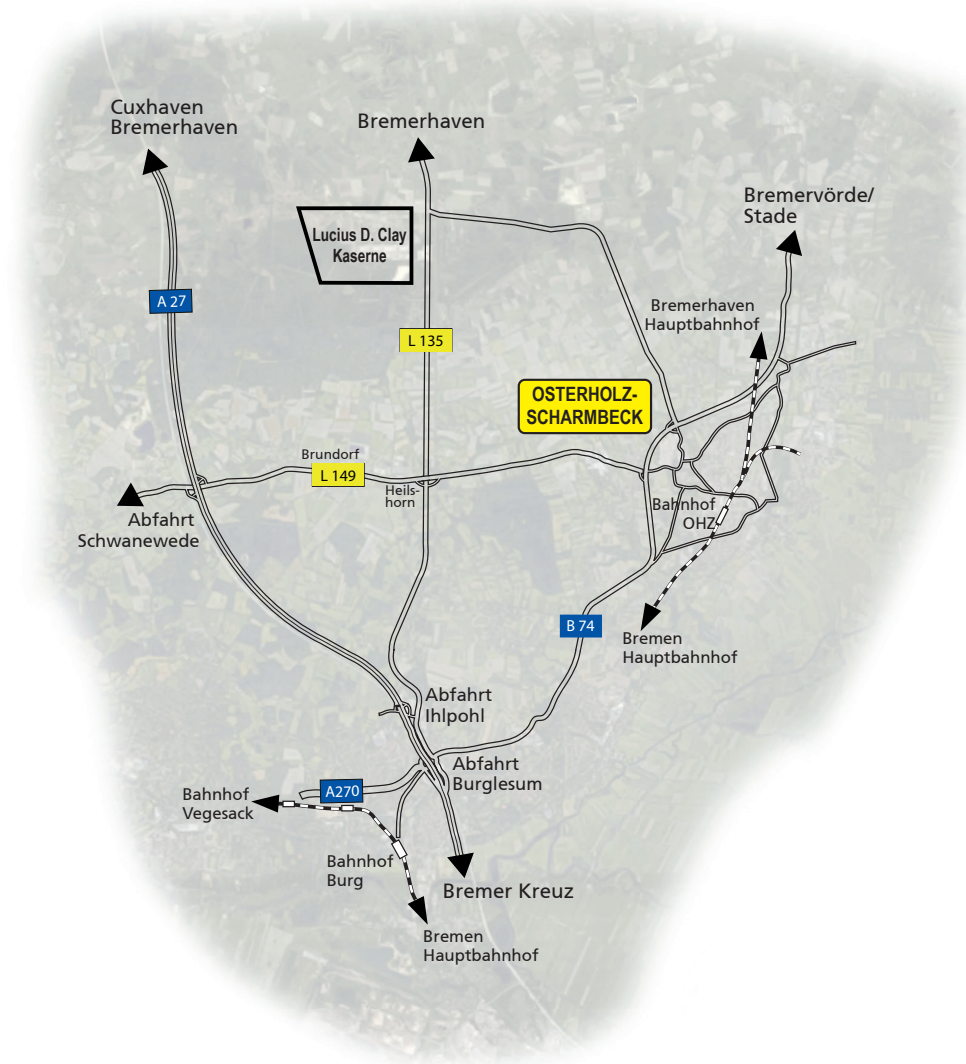 Cuxhaven
Bremerhaven
Bremerhaven
Bremervörde/
Stade
Lucius D. Clay
Kaserne
A 27
Bremerhaven
Hauptbahnhof
L 135
OSTERHOLZ-
SCHARMBECK
Brundorf
L 149
Heils-
horn
Bahnhof
OHZ
Abfahrt
Schwanewede
B 74
Bremen
Hauptbahnhof
Abfahrt
Ihlpohl
Abfahrt
Burglesum
A270
Bahnhof
Vegesack
Bahnhof
Burg
Bremer Kreuz
Bremen
Hauptbahnhof